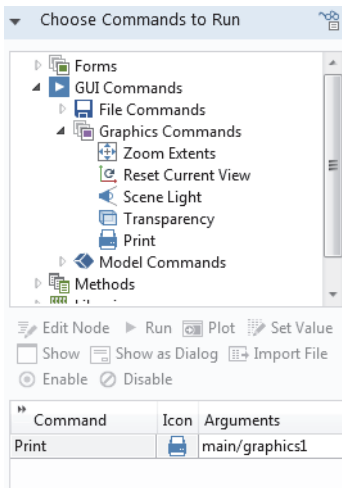 Choose Commands to Run
Forms
GUI Commands
File Commands
Graphics Commands
Zoom Extents
Reset Current View
Scene Light
Transparency
Print
Model Commands
Methods
Edit Node Run Plot Set Value
Show Show as Dialog Import File
Enable Disable
Command Icon Arguments
Print main/graphics1